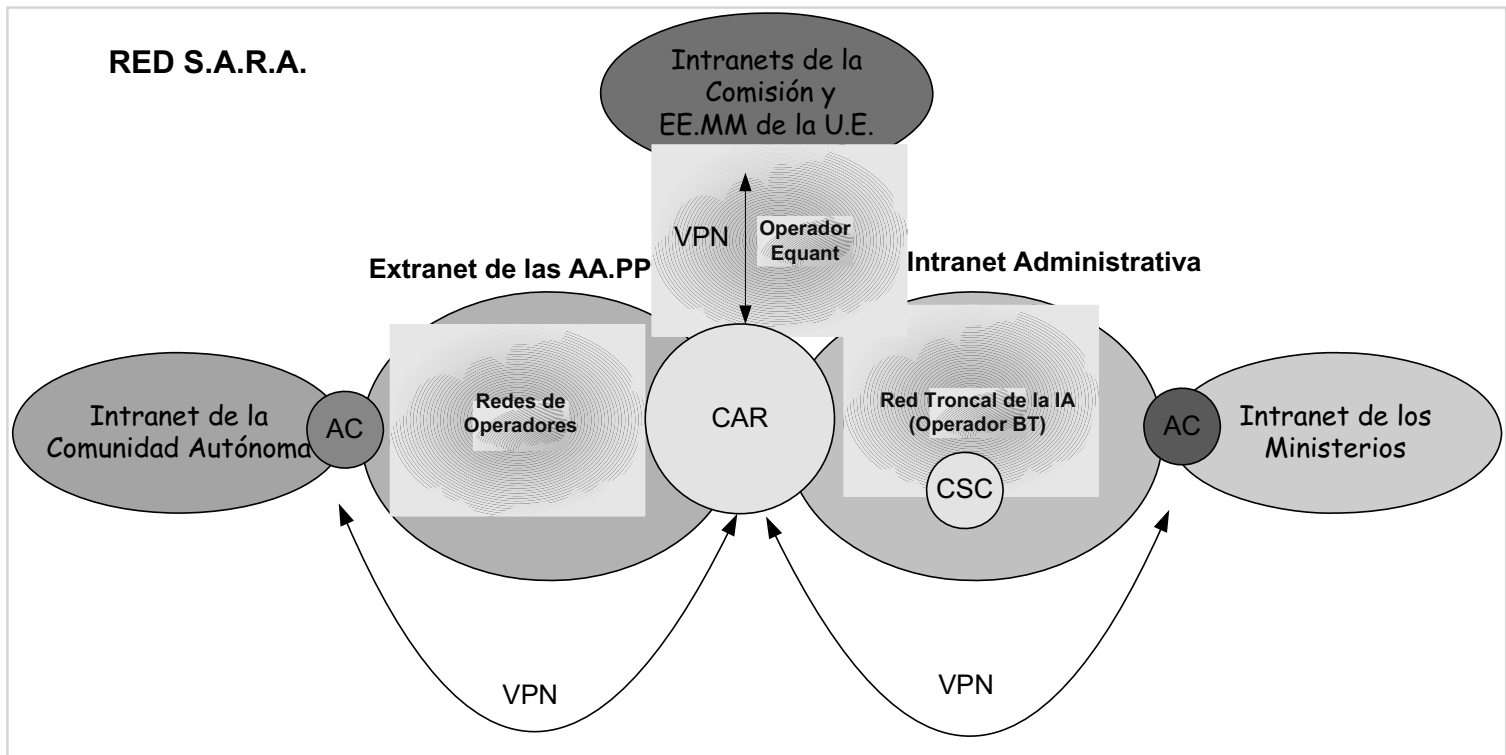 RED S.A.R.A.
Intranets de la
Comisión y
EE.MM de la U.E.
VPN
Operador
Equant
Extranet de las AA.PP
Intranet Administrativa
Intranet de la
Comunidad Autónoma
AC
Redes de
Operadores
CAR
Red Troncal de la IA
(Operador BT)
CSC
AC
Intranet de los
Ministerios
VPN
VPN